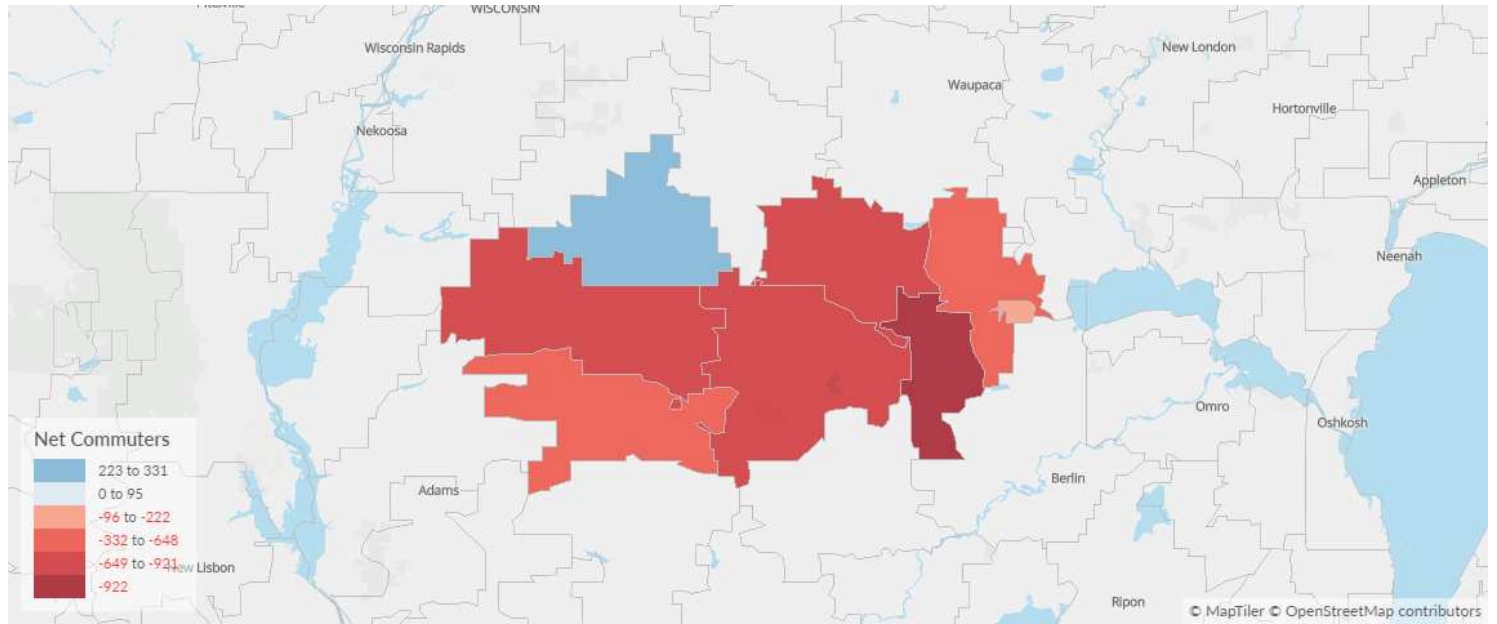 WISCONSIN
Wisconsin Rapids
New London
Waupaca
Hortonville
Nekoosa
Appleton
Neenah
Omro
Oshkosh
Berlin
Adams
New Lisbon
Ripon
Net Commuters
223 to 331
0 to 95
-96 to -222
-332 to -648
-649 to -921
-922
© MapTiler © OpenStreetMap contributors